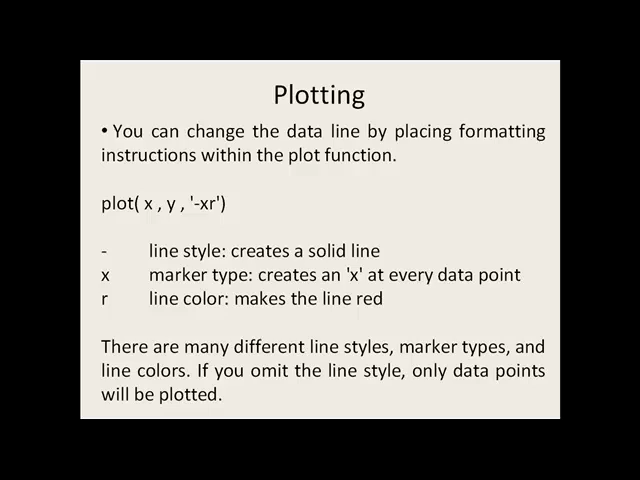 Plotting
• You can change the data line by placing formatting
instructions within the plot function.
plot( x , y , '-xr')
- line style: creates a solid line
x marker type: creates an 'x' at every data point
r line color: makes the line red
There are many different line styles, marker types, and
line colors. If you omit the line style, only data points
will be plotted.